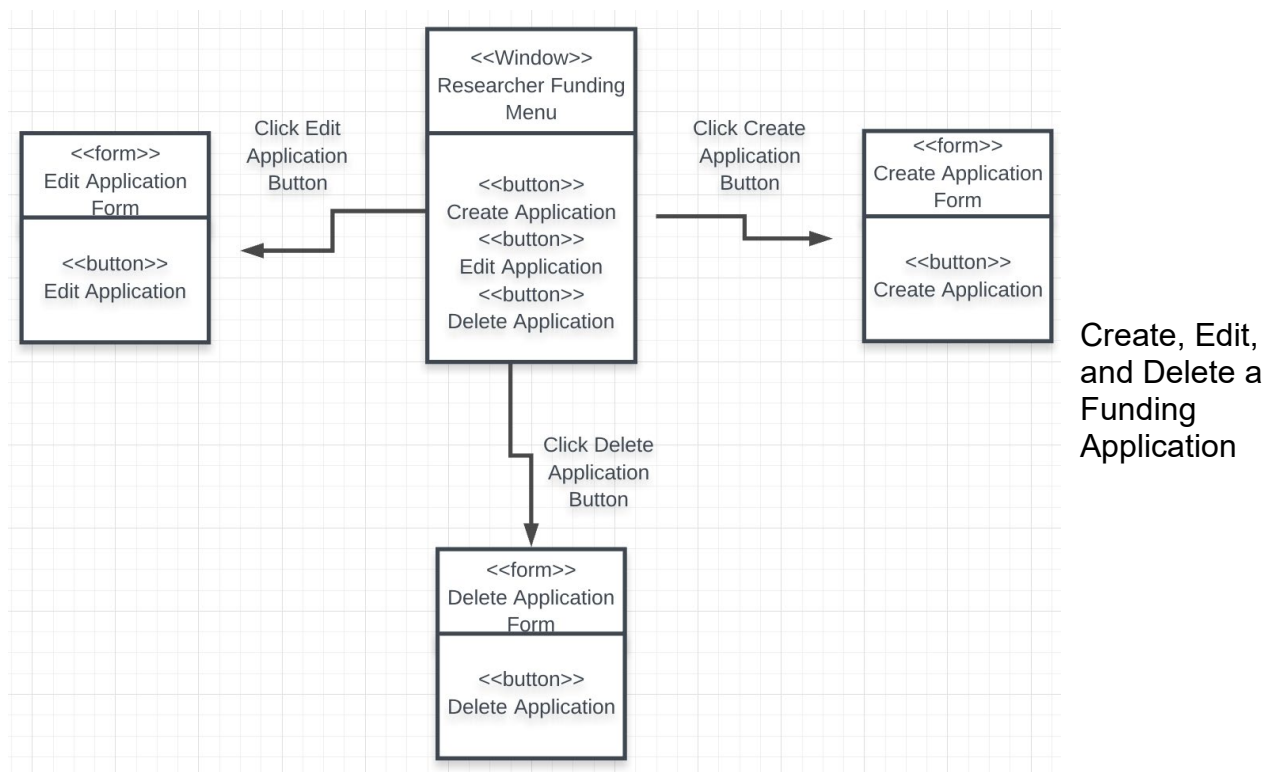 <<Window>>
Researcher Funding
Menu
<<button>>
Create Application
<<button>>
Edit Application
<<button>>
Delete Application
Click Edit
Application
Button
<<form>>
Edit Application
Form
<<button>>
Edit Application
Click Create
Application
Button
<<form>>
Create Application
Form
<<button>>
Create Application
Click Delete
Application
Button
<<form>>
Delete Application
Form
<<button>>
Delete Application
Create, Edit,
and Delete a
Funding
Application